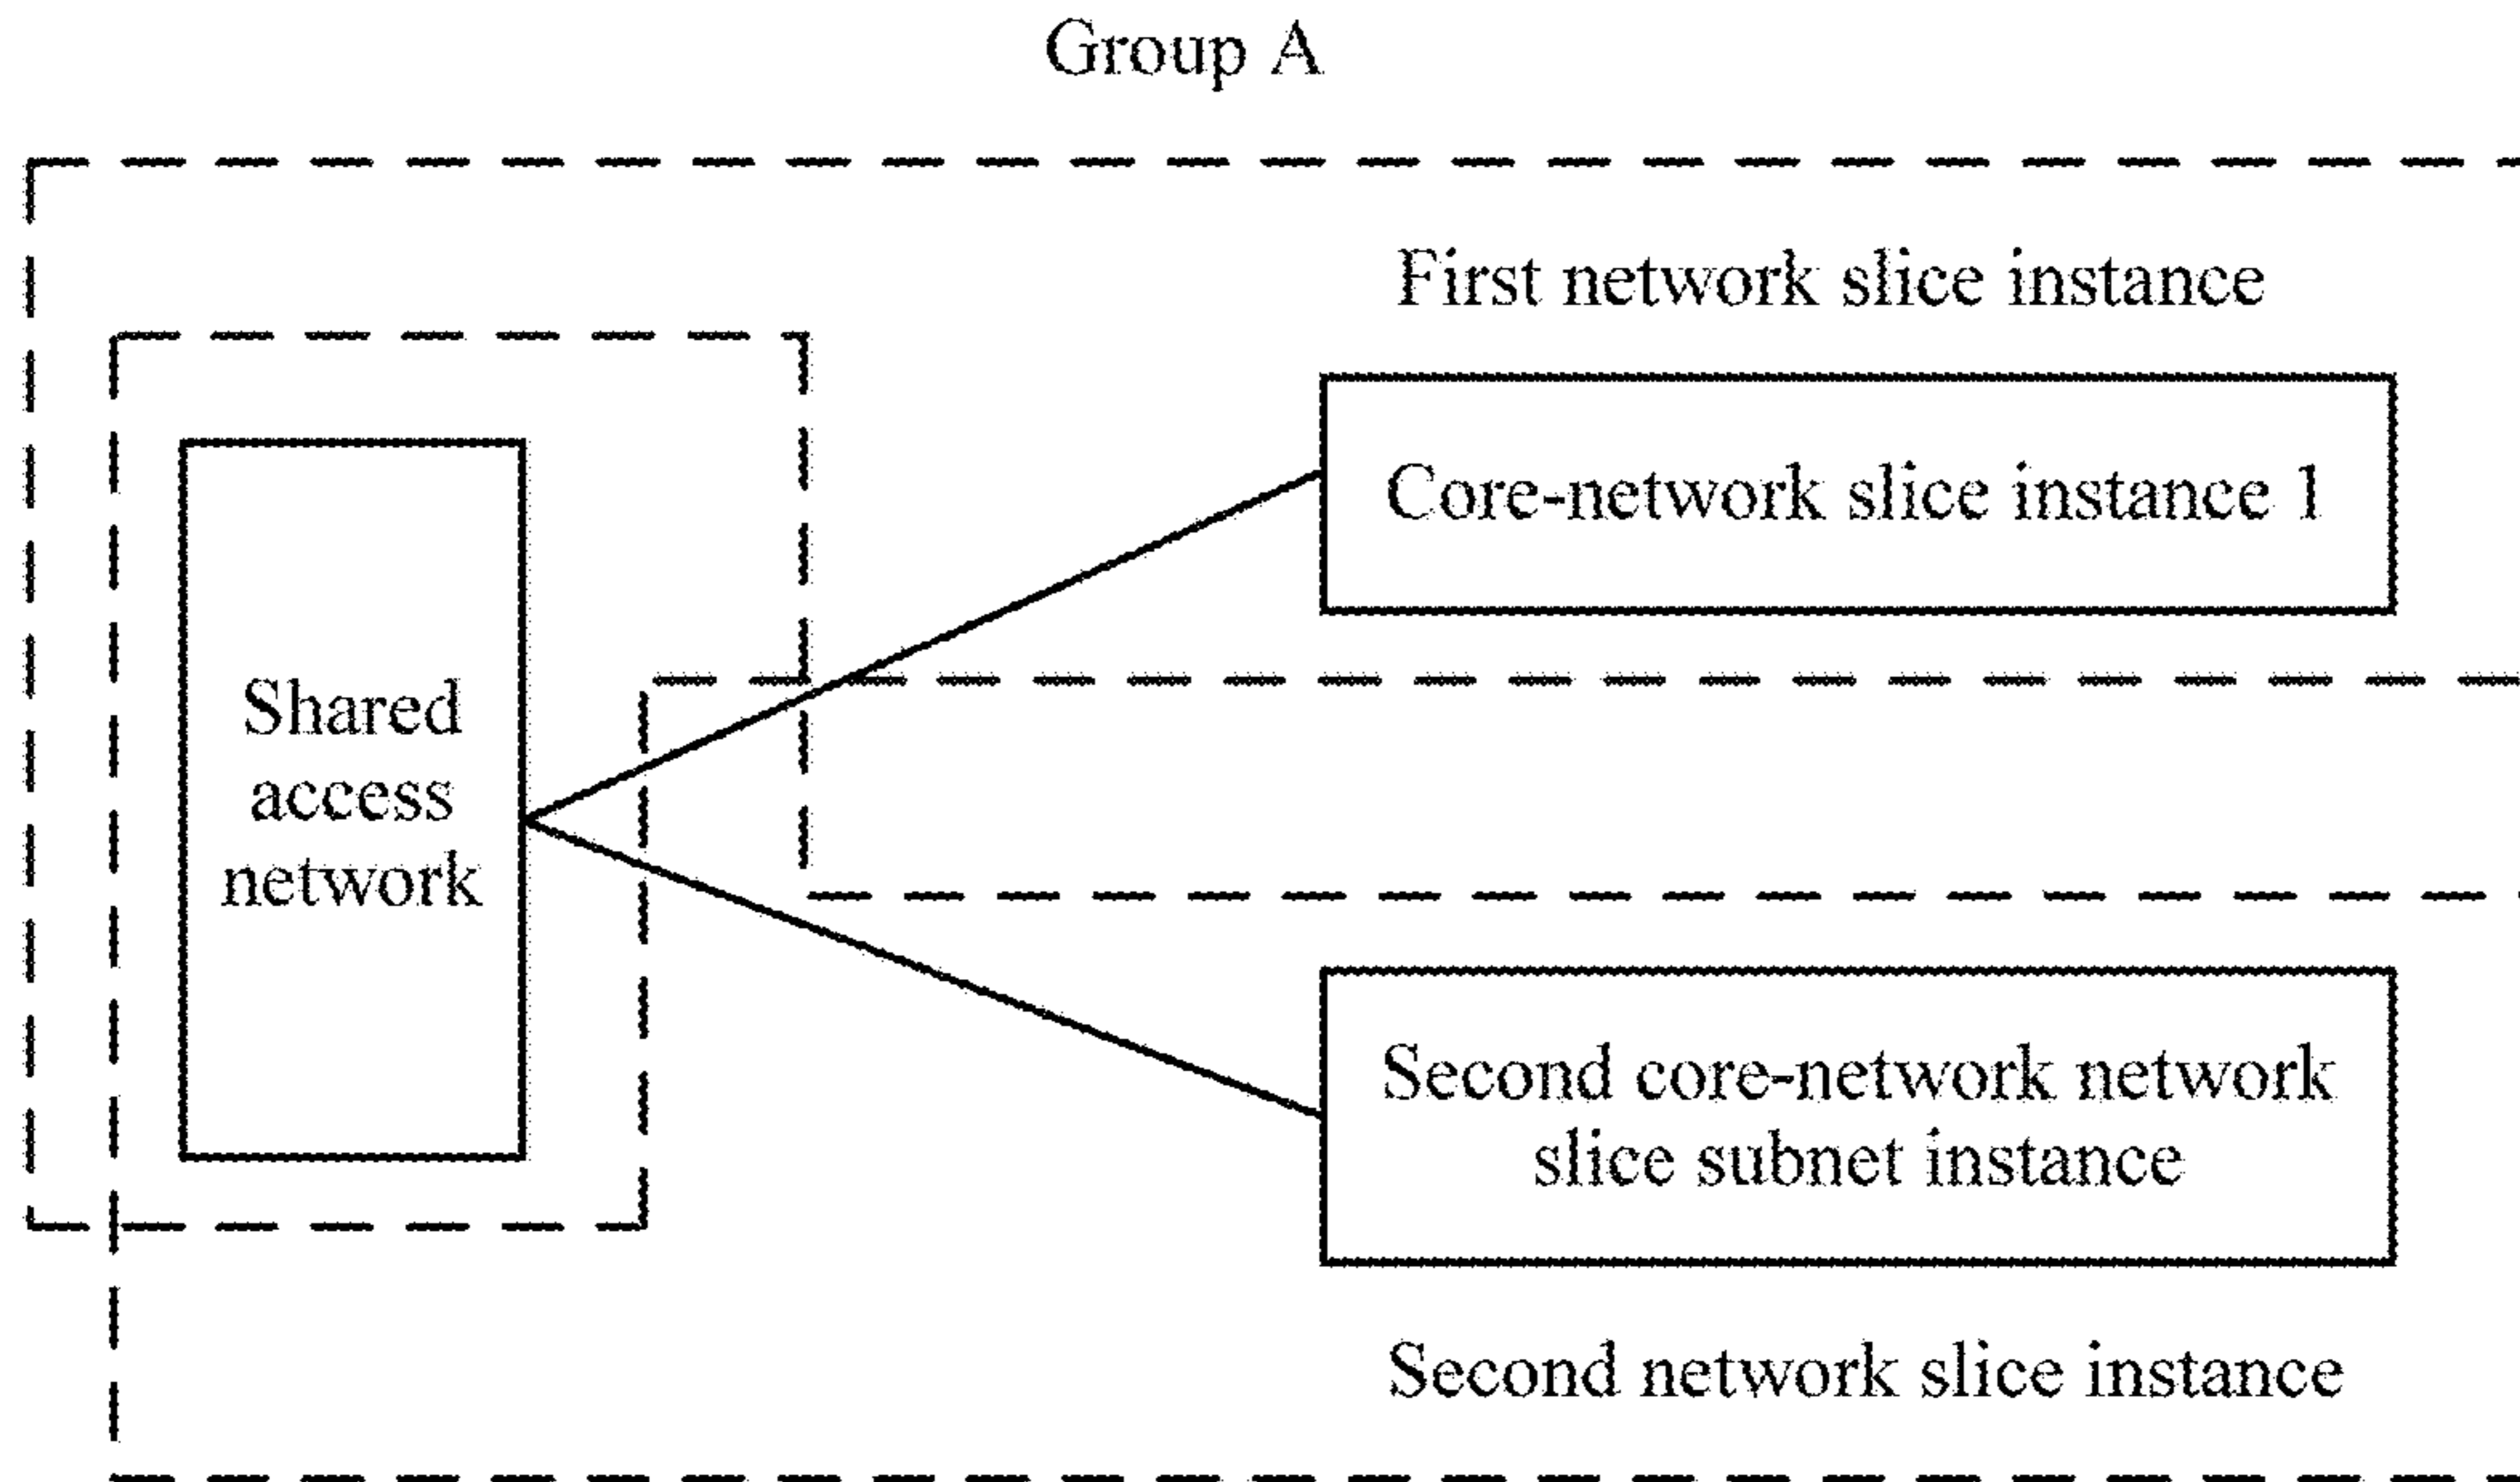 Group A
First network slice instance
Core-network slice instance 1
Shared
access
network
Second core-network network
slice subnet instance
Second network slice instance